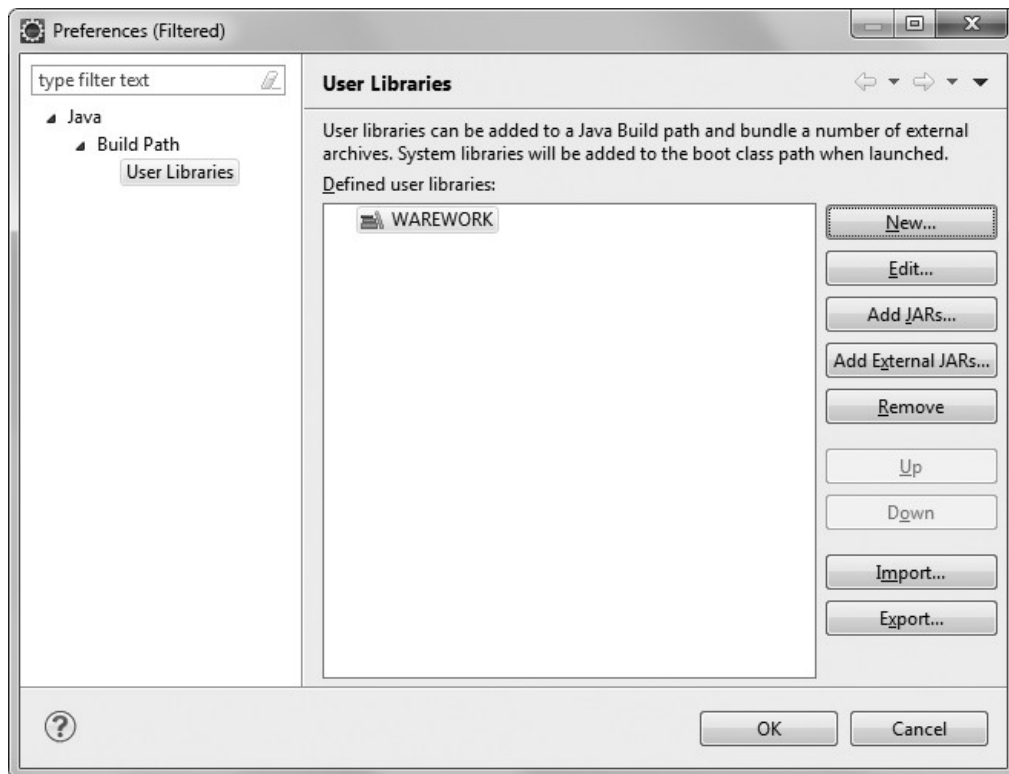 Preferences (Filtered)
type filter text
Java
Build Path
User Libraries
User Libraries
User libraries can be added to a Java Build path and bundle a number of external
archives. System libraries will be added to the boot class path when launched.
Defined user libraries:
WAREWORK
New...
Edit...
Add JARs...
Add External JARs...
Remove
Up
Down
Import...
Export...
OK
Cancel